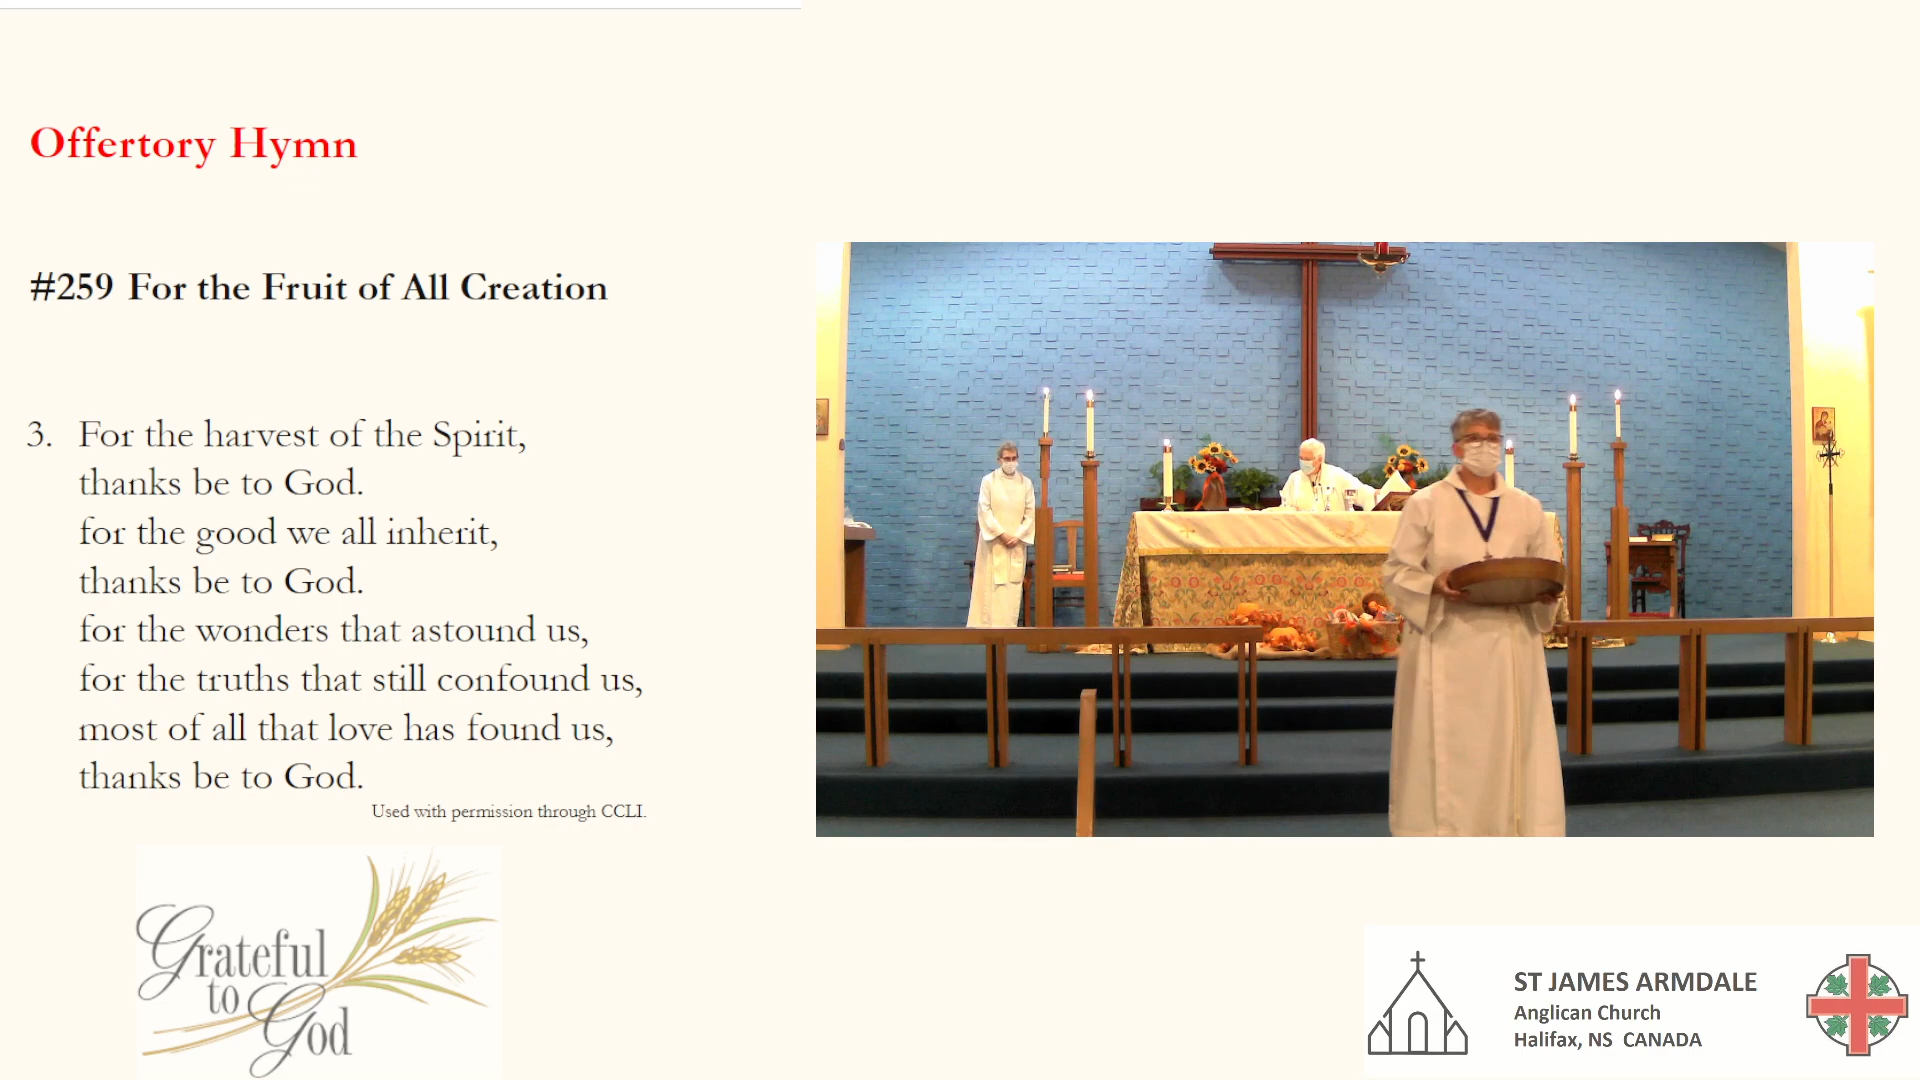 Offertory Hymn
#259 For the Fruit of All Creation
3. For the harvest of the Spirit,
thanks be to God.
for the good we all inherit,
thanks be to God.
for the wonders that astound us,
for the truths that still confound us,
most of all that love has found us,
thanks be to God.
Used with permission through CCLI.
Grateful
to
God
ST JAMES ARMDALE
Anglican Church
Halifax, NS CANADA